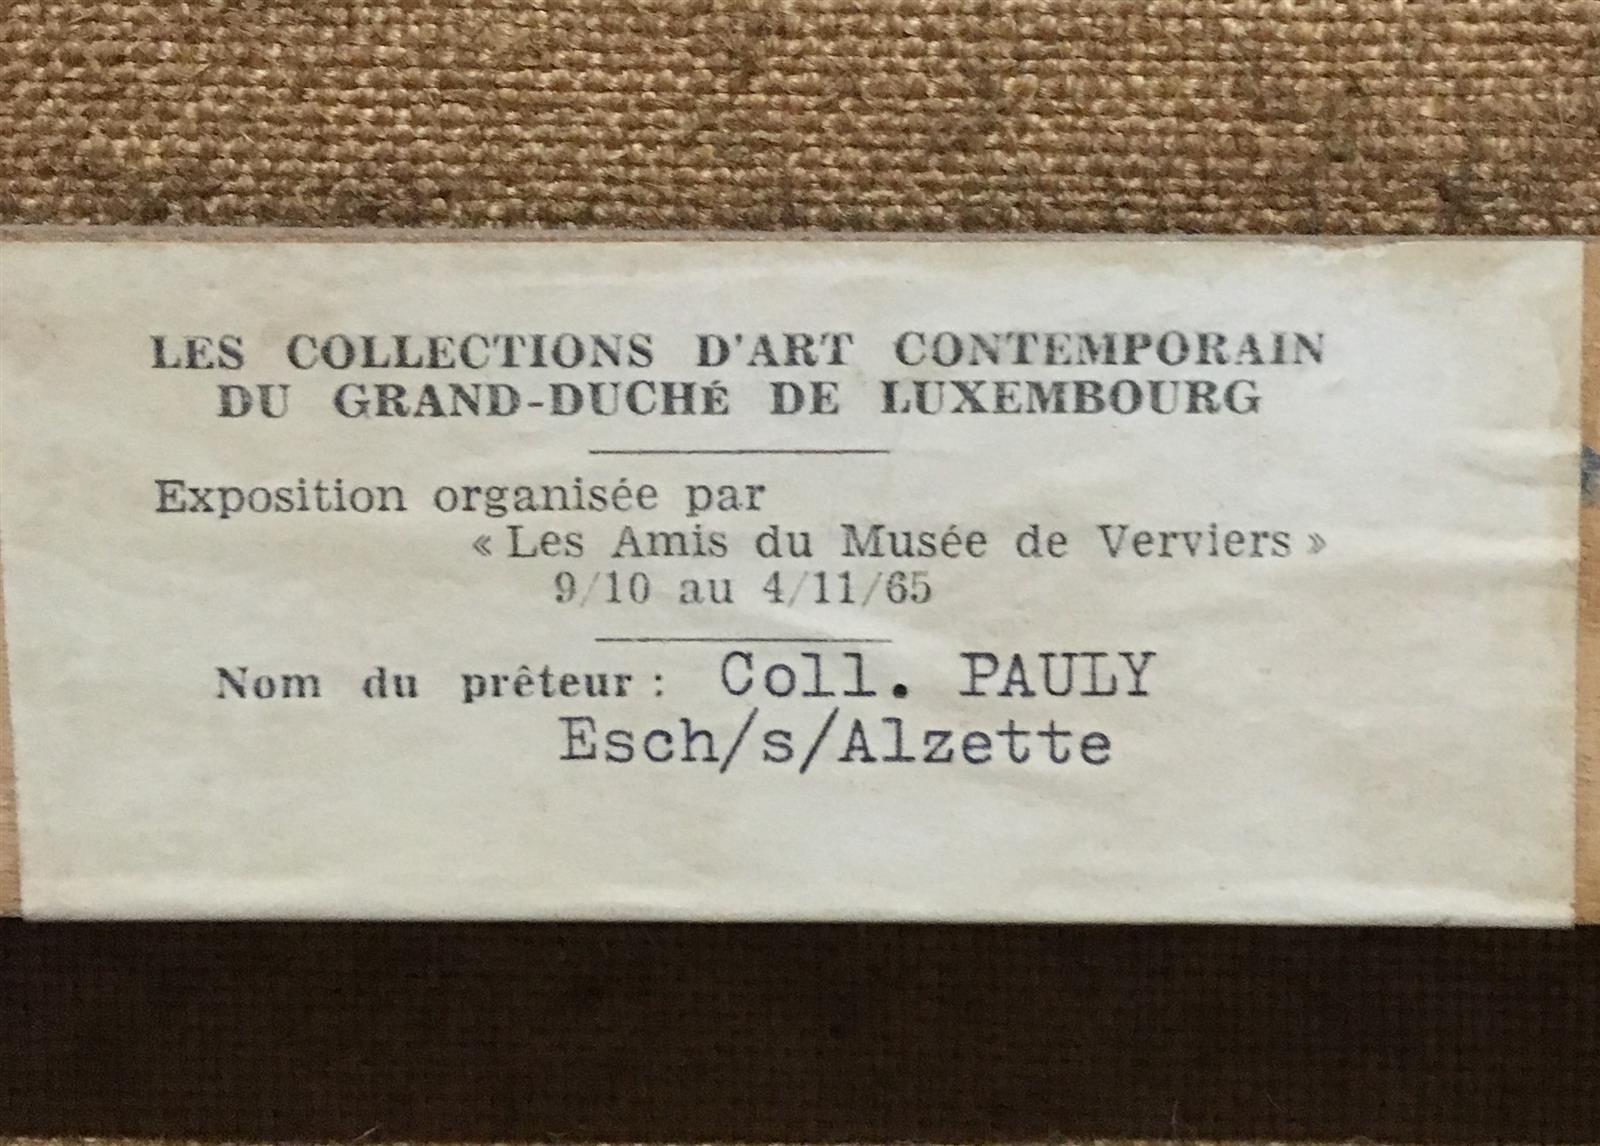 LES COLLECTIONS D'ART CONTEMPORAIN
DU GRAND-DUCHÉ DE LUXEMBOURG
Exposition organisée par
« Les Amis du Musée de Verviers »
9/10 au 4/11/65
Nom du prêteur : Coll. PAULY
Esch/s/Alzette